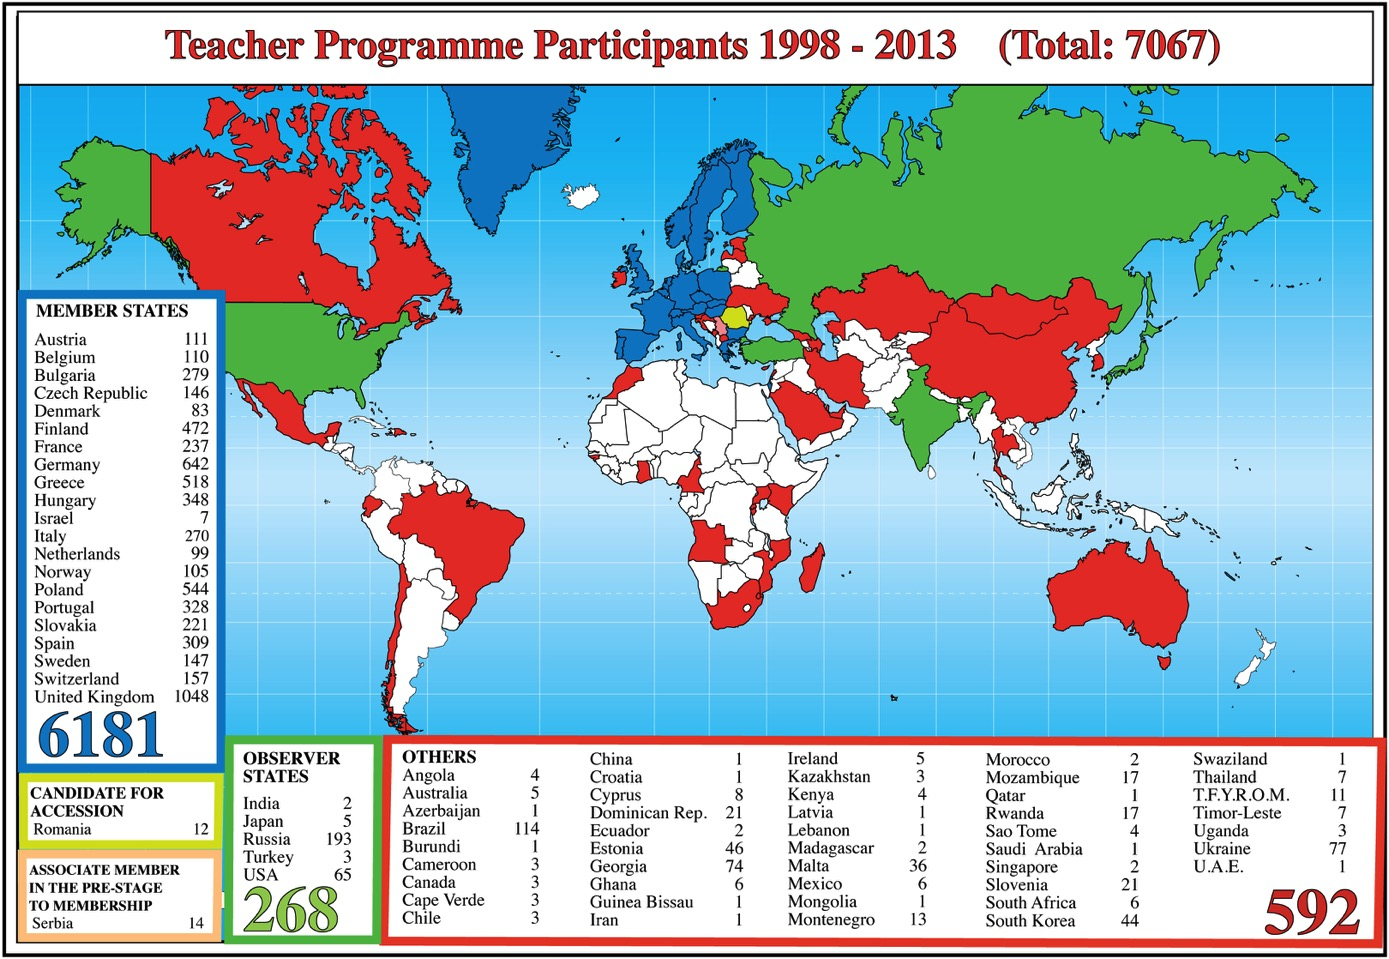 Teacher Programme Participants 1998 - 2013 (Total: 7067)
MEMBER STATES
Austria 111
Belgium 110
Bulgaria 279
Czech Republic 146
Denmark 83
Finland 472
France 237
Germany 642
Greece 518
Hungary 348
Israel 7
Italy 270
Netherlands 99
Norway 105
Poland 544
Portugal 328
Slovakia 221
Spain 309
Sweden 147
Switzerland 157
United Kingdom 1048
6181
CANDIDATE FOR
ACCESSION
Romania 12
ASSOCIATE MEMBER
IN THE PRE-STAGE
TO MEMBERSHIP
Serbia 14
OBSERVER
STATES
India 2
Japan 5
Russia 193
Turkey 3
USA 65
268
OTHERS
Angola 4
Australia 5
Azerbaijan 1
Brazil 114
Burundi 1
Cameroon 3
Canada 3
Cape Verde 3
Chile 3
China 1
Croatia 1
Cyprus 8
Dominican Rep. 21
Ecuador 2
Estonia 46
Georgia 74
Ghana 6
Guinea Bissau 1
Iran 1
Ireland 5
Kazakhstan 3
Kenya 4
Latvia 1
Lebanon 1
Madagascar 2
Malta 36
Mexico 6
Mongolia 1
Montenegro 13
Morocco 2
Mozambique 17
Qatar 1
Rwanda 17
Sao Tome 4
Saudi Arabia 1
Singapore 2
Slovenia 21
South Africa 6
South Korea 44
Swaziland 1
Thailand 7
T.F.Y.R.O.M. 11
Timor-Leste 7
Uganda 3
Ukraine 77
U.A.E. 1
592